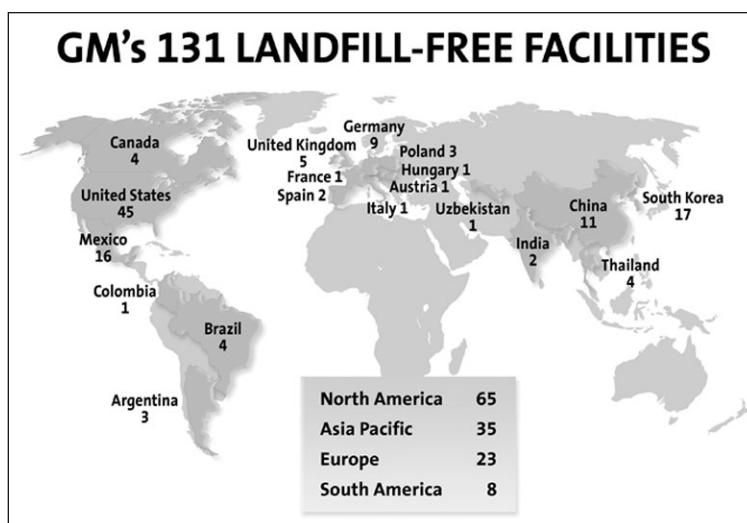 GM's 131 LANDFILL-FREE FACILITIES
Canada
4
United States
45
Mexico
16
Colombia
1
Brazil
4
Argentina
3
Germany
9
United Kingdom
5
Poland 3
Hungary 1
France 1
Austria 1
Spain 2
Italy 1
Uzbekistan
1
China
11
South Korea
17
India
2
Thailand
4
North America 65
Asia Pacific 35
Europe 23
South America 8